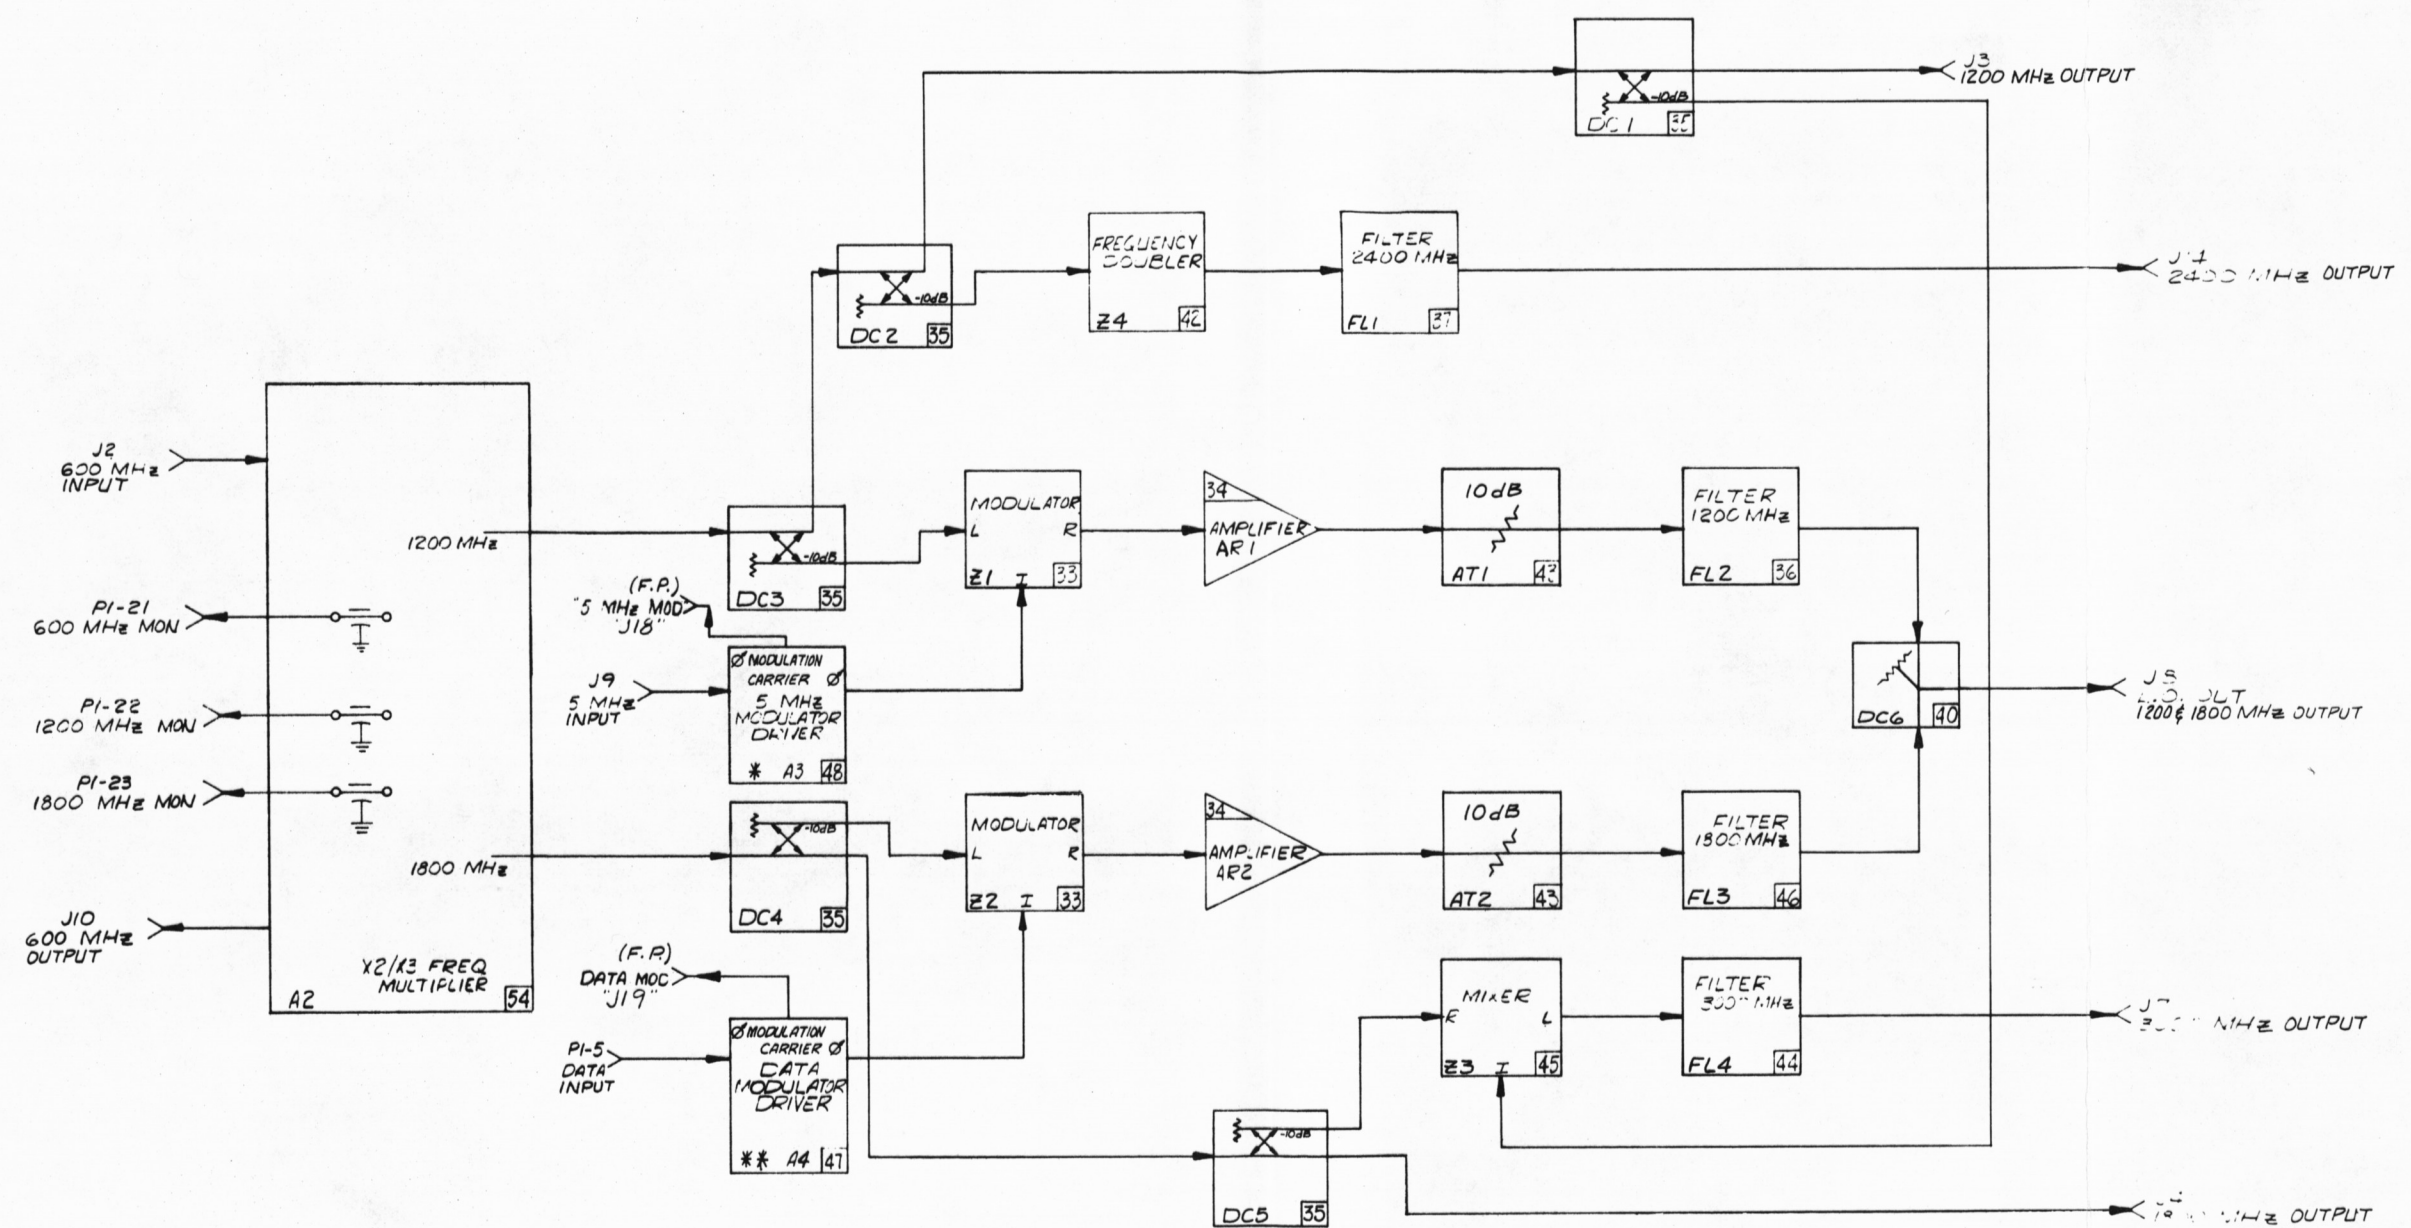 J3
1200 MHz OUTPUT
-10dB
DC1
35
FREQUENCY
DOUBLER
Z4
42
FILTER
2400 MHz
FL1
37
2400 MHz OUTPUT
-10dB
DC2
35
J2
600 MHz
INPUT
1200 MHz
-10dB
DC3
35
MODULATOR
L
R
Z1
I
33
34
AMPLIFIER
AR1
10dB
AT1
43
FILTER
1200 MHz
FL2
36
P1-21
600 MHz MON
(F.P.)
"5 MHz MOD"
"J18"
J9
5 MHz
INPUT
Ø MODULATION
CARRIER Ø
5 MHz
MODULATOR
DRIVER
* A3
48
DC6
40
OUT
1200 & 1800 MHz OUTPUT
P1-22
1200 MHz MON
P1-23
1800 MHz MON
1800 MHz
-10dB
DC4
35
MODULATOR
L
R
Z2
I
33
34
AMPLIFIER
AR2
10dB
AT2
43
FILTER
1800 MHz
FL3
46
J10
600 MHz
OUTPUT
X2/X3 FREQ
MULTIPLIER
A2
54
(F.P.)
DATA MOD
"J19"
P1-5
DATA
INPUT
Ø MODULATION
CARRIER Ø
DATA
MODULATOR
DRIVER
** A4
47
MIXER
R
L
Z3
I
45
FILTER
MHz
FL4
44
MHz OUTPUT
-10dB
DC5
35
MHz OUTPUT